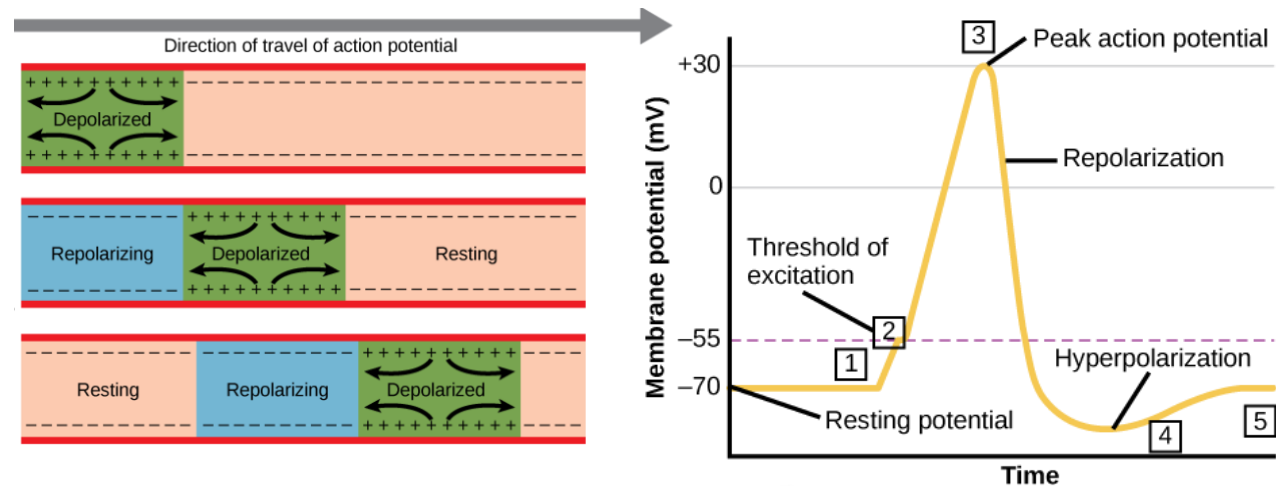 Direction of travel of action potential
+ + + + + + + + + – – – – – – – – – – – – – – – – – – – – – –
Depolarized
+ + + + + + + + + – – – – – – – – – – – – – – – – – – – – – –
– – – – – – – – – + + + + + + + + + – – – – – – – – – – – – –
Repolarizing Depolarized Resting
– – – – – – – – – + + + + + + + + + – – – – – – – – – – – – –
– – – – – – – – – – – – – – – – – – + + + + + + + + + – – – –
Resting Repolarizing Depolarized
– – – – – – – – – – – – – – – – – – + + + + + + + + + – – – –
Membrane potential (mV)
+30
0
–55
–70
3
Peak action potential
Repolarization
Threshold of
excitation
2
1
Hyperpolarization
Resting potential
4
5
Time